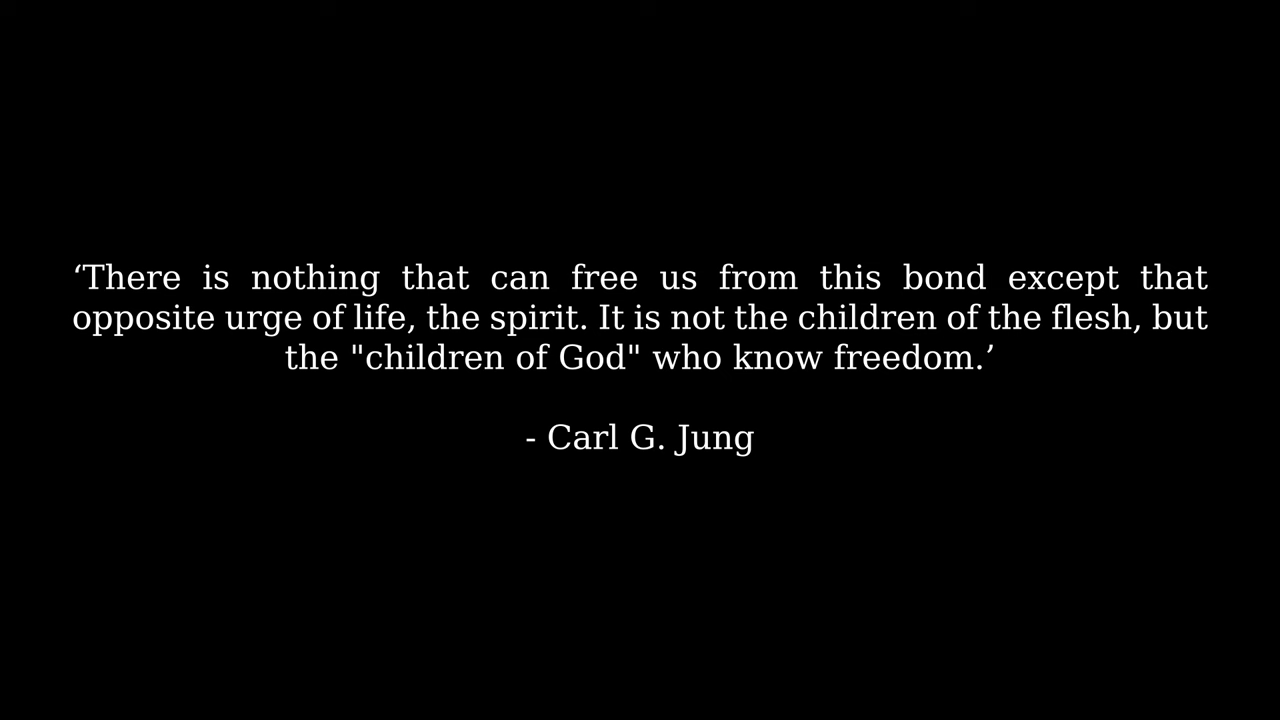 ‘There is nothing that can free us from this bond except that
opposite urge of life, the spirit. It is not the children of the flesh, but
the "children of God" who know freedom.’
- Carl G. Jung